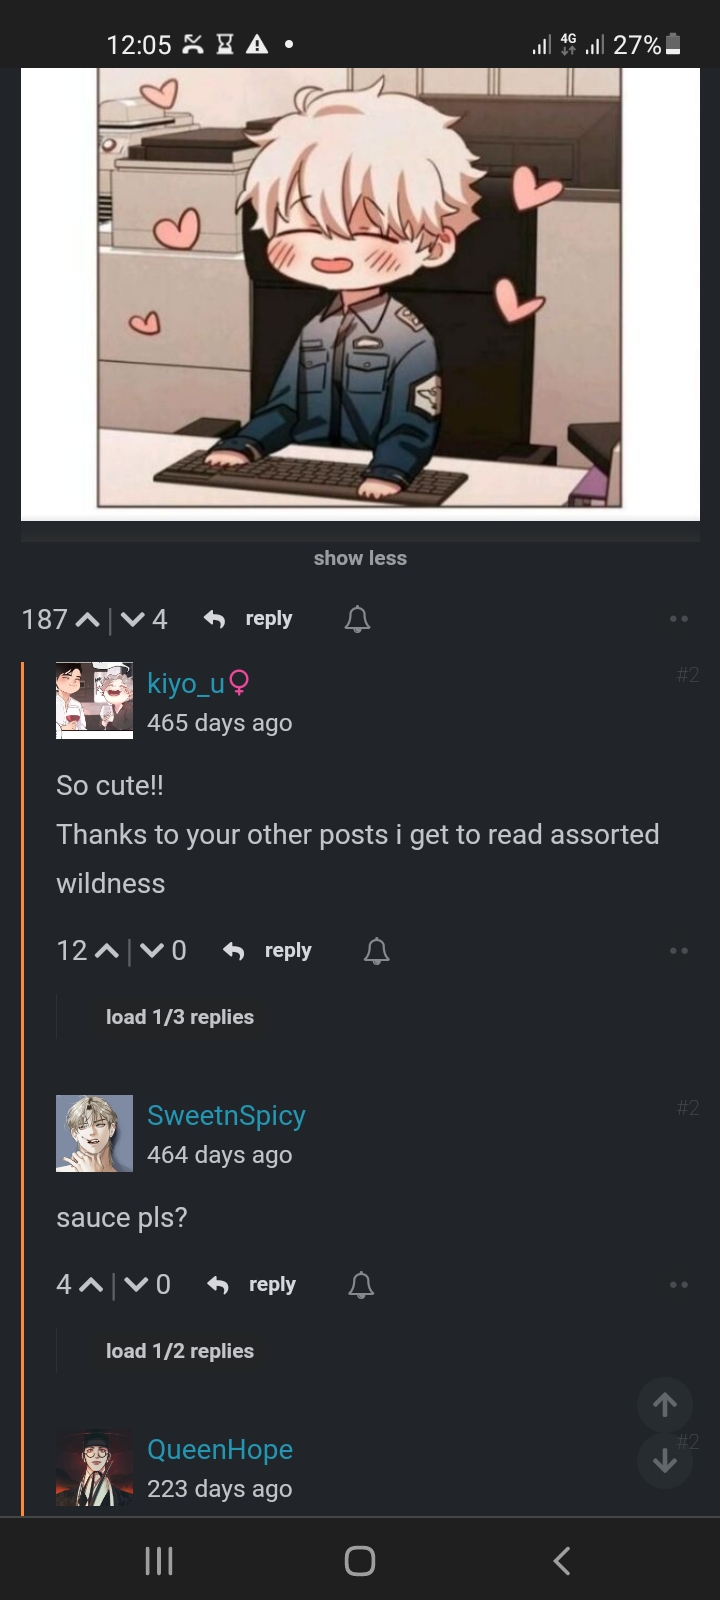 12:05 4G 27%
show less
187 | 4 reply
kiyo_u #2
465 days ago
So cute!!
Thanks to your other posts i get to read assorted
wildness
12 | 0 reply
load 1/3 replies
SweetnSpicy #2
464 days ago
sauce pls?
4 | 0 reply
load 1/2 replies
QueenHope #2
223 days ago